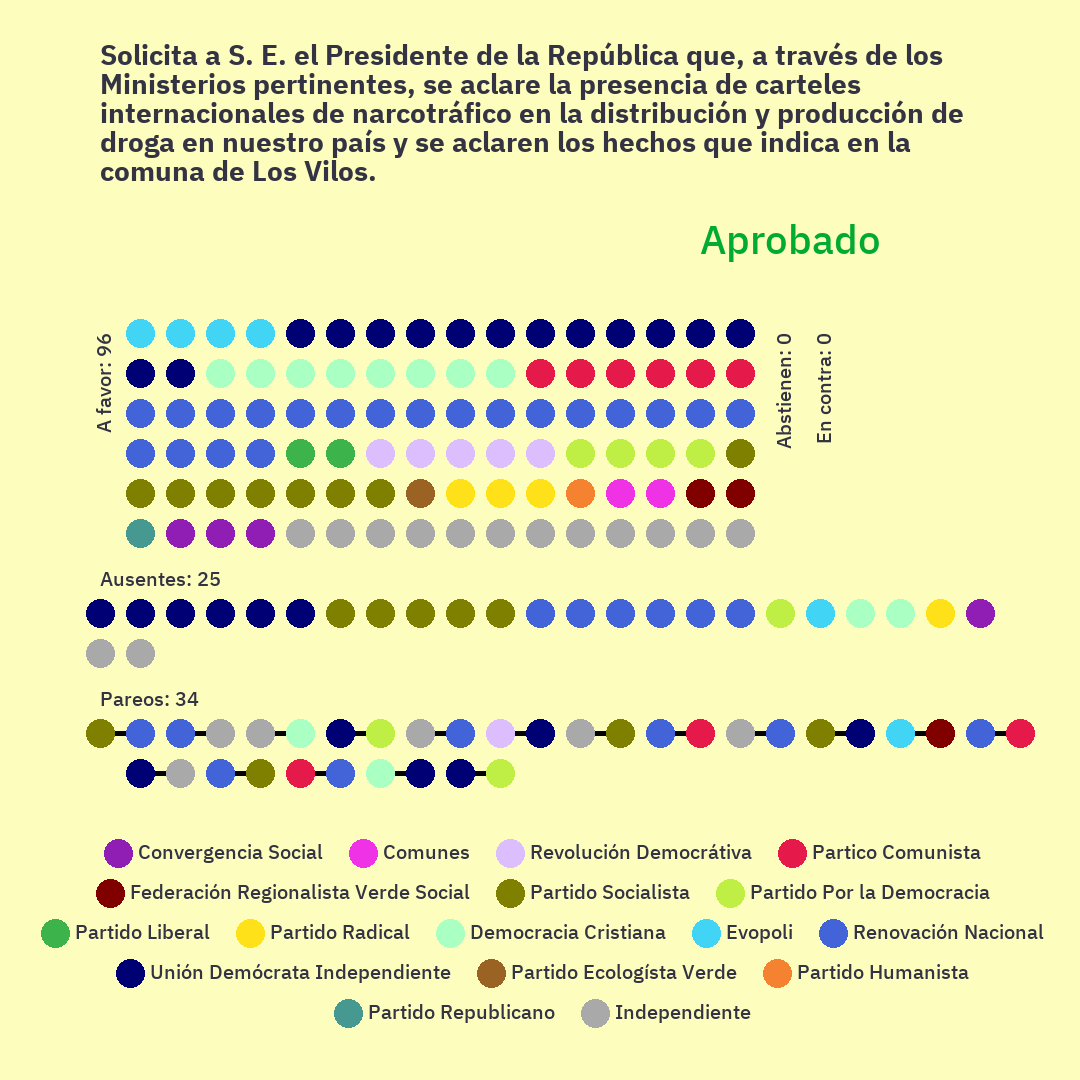 Solicita a S. E. el Presidente de la República que, a través de los
Ministerios pertinentes, se aclare la presencia de carteles
internacionales de narcotráfico en la distribución y producción de
droga en nuestro país y se aclaren los hechos que indica en la
comuna de Los Vilos.
Aprobado
A favor: 96
Abstienen: 0
En contra: 0
Ausentes: 25
Pareos: 34
Convergencia Social
Comunes
Revolución Democrátiva
Partico Comunista
Federación Regionalista Verde Social
Partido Socialista
Partido Por la Democracia
Partido Liberal
Partido Radical
Democracia Cristiana
Evopoli
Renovación Nacional
Unión Demócrata Independiente
Partido Ecologísta Verde
Partido Humanista
Partido Republicano
Independiente